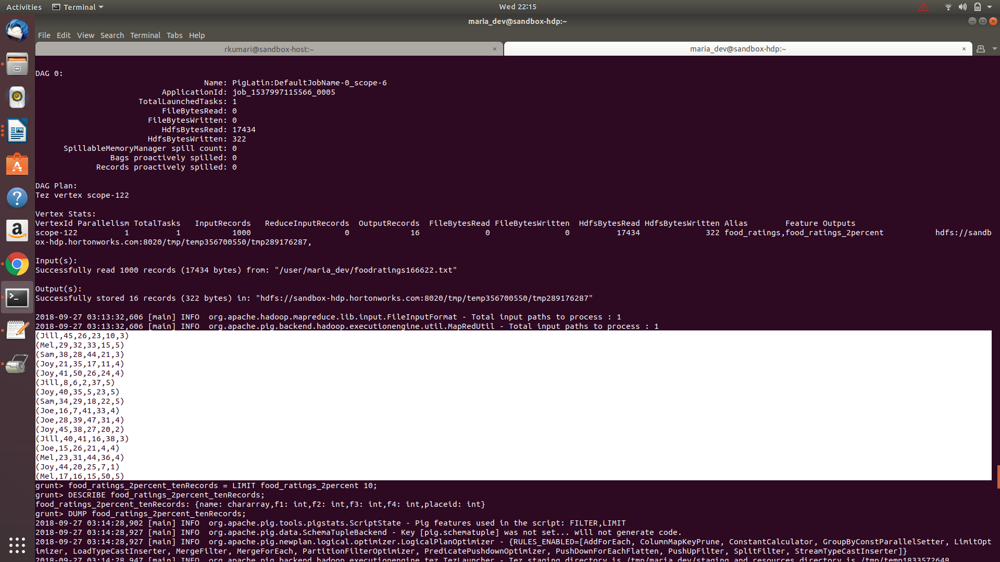 Activities Terminal Wed 22:15
maria_dev@sandbox-hdp:~
File Edit View Search Terminal Tabs Help
rkumari@sandbox-host:~ × maria_dev@sandbox-hdp:~ ×
DAG 0:
Name: PigLatin:DefaultJobName-0_scope-6
ApplicationId: job_1537997115566_0005
TotalLaunchedTasks: 1
FileBytesRead: 0
FileBytesWritten: 0
HdfsBytesRead: 17434
HdfsBytesWritten: 322
SpillableMemoryManager spill count: 0
Bags proactively spilled: 0
Records proactively spilled: 0
DAG Plan:
Tez vertex scope-122
Vertex Stats:
VertexId Parallelism TotalTasks InputRecords ReduceInputRecords OutputRecords FileBytesRead FileBytesWritten HdfsBytesRead HdfsBytesWritten Alias Feature Outputs
scope-122 1 1 1000 0 16 0 0 17434 322 food_ratings,food_ratings_2percent hdfs://sandb
ox-hdp.hortonworks.com:8020/tmp/temp356700550/tmp289176287,
Input(s):
Successfully read 1000 records (17434 bytes) from: "/user/maria_dev/foodratings166622.txt"
Output(s):
Successfully stored 16 records (322 bytes) in: "hdfs://sandbox-hdp.hortonworks.com:8020/tmp/temp356700550/tmp289176287"
2018-09-27 03:13:32,606 [main] INFO org.apache.hadoop.mapreduce.lib.input.FileInputFormat - Total input paths to process : 1
2018-09-27 03:13:32,606 [main] INFO org.apache.pig.backend.hadoop.executionengine.util.MapRedUtil - Total input paths to process : 1
(Jill,45,26,23,10,3)
(Mel,29,32,33,15,5)
(Sam,38,28,44,21,3)
(Joy,21,35,17,11,4)
(Joy,41,50,26,24,4)
(Jill,8,6,2,37,5)
(Joy,40,35,5,23,5)
(Sam,34,29,18,22,5)
(Joe,16,7,41,33,4)
(Joe,28,39,47,31,4)
(Joy,45,38,27,20,2)
(Jill,40,41,16,38,3)
(Joe,15,26,21,4,4)
(Mel,23,31,44,36,4)
(Joy,44,20,25,7,1)
(Mel,17,16,15,50,5)
grunt> food_ratings_2percent_tenRecords = LIMIT food_ratings_2percent 10;
grunt> DESCRIBE food_ratings_2percent_tenRecords;
food_ratings_2percent_tenRecords: {name: chararray,f1: int,f2: int,f3: int,f4: int,placeid: int}
grunt> DUMP food_ratings_2percent_tenRecords;
2018-09-27 03:14:28,902 [main] INFO org.apache.pig.tools.pigstats.ScriptState - Pig features used in the script: FILTER,LIMIT
2018-09-27 03:14:28,927 [main] INFO org.apache.pig.data.SchemaTupleBackend - Key [pig.schematuple] was not set... will not generate code.
2018-09-27 03:14:28,927 [main] INFO org.apache.pig.newplan.logical.optimizer.LogicalPlanOptimizer - {RULES_ENABLED=[AddForEach, ColumnMapKeyPrune, ConstantCalculator, GroupByConstParallelSetter, LimitOpt
imizer, LoadTypeCastInserter, MergeFilter, MergeForEach, PartitionFilterOptimizer, PredicatePushdownOptimizer, PushDownForEachFlatten, PushUpFilter, SplitFilter, StreamTypeCastInserter]}
2018-09-27 03:14:28,947 [main] INFO org.apache.pig.backend.hadoop.executionengine.tez.TezLauncher - Tez staging directory is /tmp/maria_dev/staging and resources directory is /tmp/temp1833572648